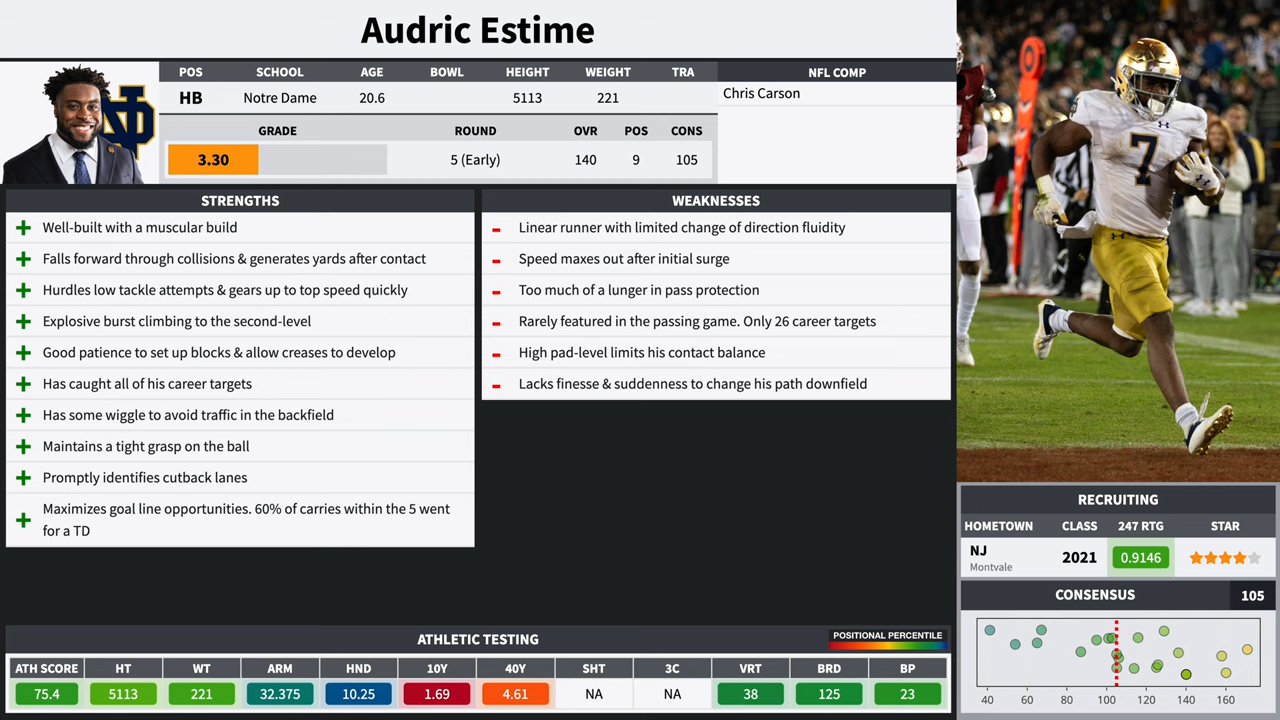 Audric Estime
POS SCHOOL AGE BOWL HEIGHT WEIGHT TRA
HB Notre Dame 20.6 5113 221
NFL COMP
Chris Carson
GRADE ROUND OVR POS CONS
3.30 5 (Early) 140 9 105
STRENGTHS
+ Well-built with a muscular build
+ Falls forward through collisions & generates yards after contact
+ Hurdles low tackle attempts & gears up to top speed quickly
+ Explosive burst climbing to the second-level
+ Good patience to set up blocks & allow creases to develop
+ Has caught all of his career targets
+ Has some wiggle to avoid traffic in the backfield
+ Maintains a tight grasp on the ball
+ Promptly identifies cutback lanes
+ Maximizes goal line opportunities. 60% of carries within the 5 went
for a TD
WEAKNESSES
- Linear runner with limited change of direction fluidity
- Speed maxes out after initial surge
- Too much of a lunger in pass protection
- Rarely featured in the passing game. Only 26 career targets
- High pad-level limits his contact balance
- Lacks finesse & suddenness to change his path downfield
7
RECRUITING
HOMETOWN CLASS 247 RTG STAR
NJ 2021 0.9146
Montvale
CONSENSUS 105
40 60 80 100 120 140 160
ATHLETIC TESTING
POSITIONAL PERCENTILE
ATH SCORE HT WT ARM HND 10Y 40Y SHT 3C VRT BRD BP
75.4 5113 221 32.375 10.25 1.69 4.61 NA NA 38 125 23